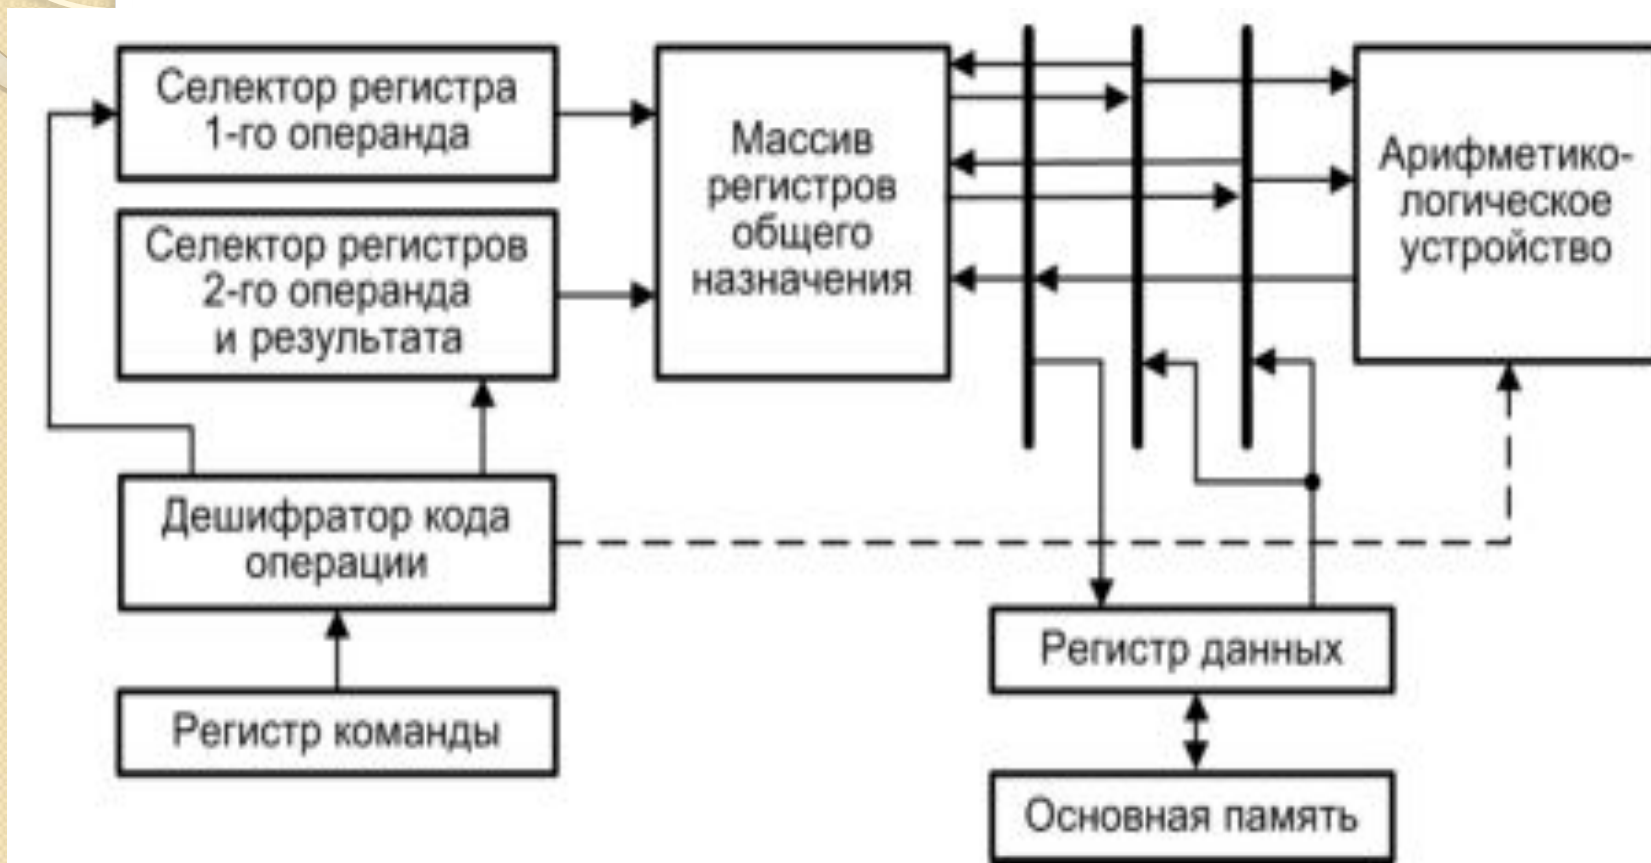 Селектор регистра
1-го операнда
Селектор регистров
2-го операнда
и результата
Массив
регистров
общего
назначения
Арифметико-
логическое
устройство
Дешифратор кода
операции
Регистр команды
Регистр данных
Основная память